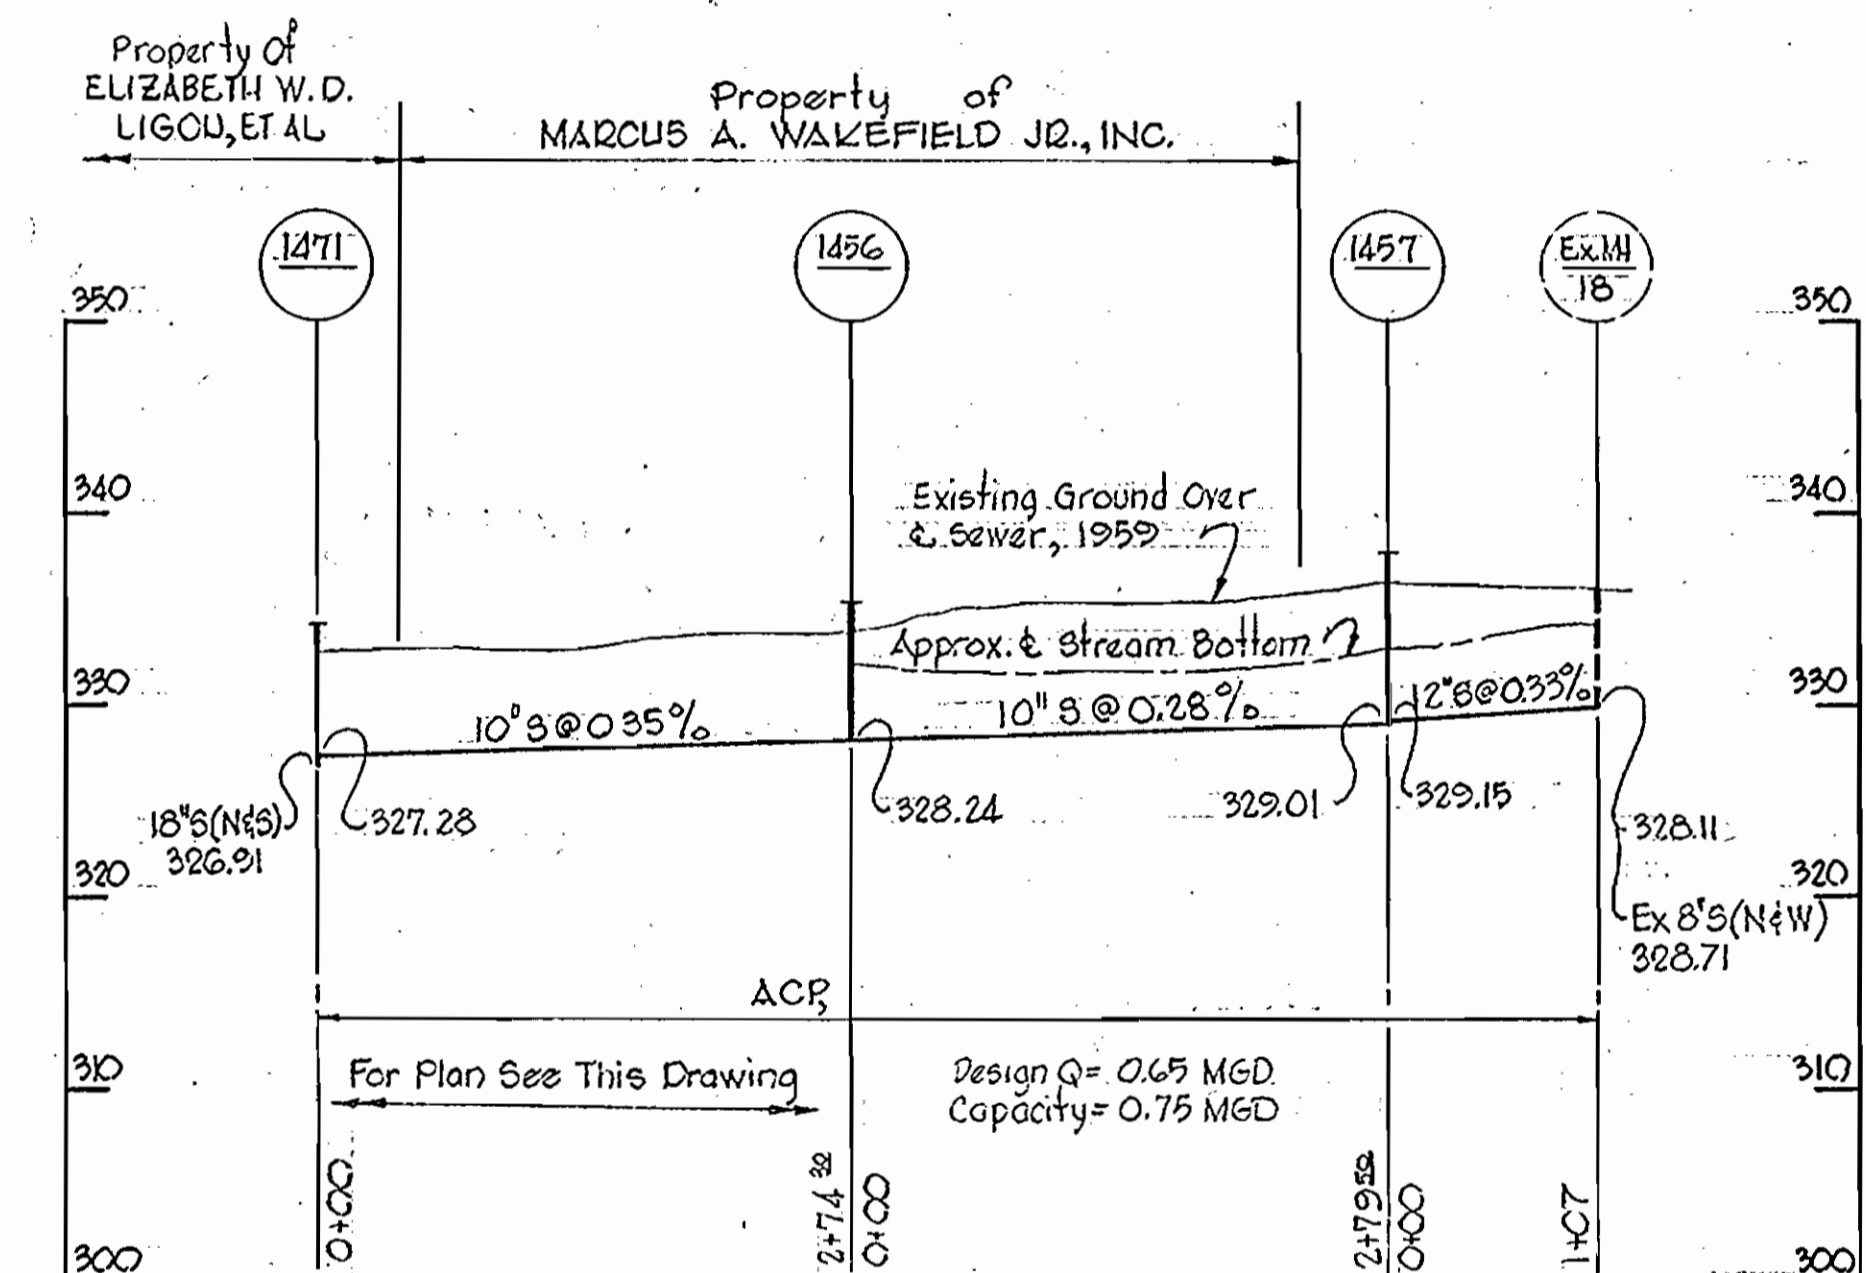 Property Of
ELIZABETH W.D.
LIGON, ET AL
Property of
MARCUS A. WAKEFIELD JR., INC.
1471
1456
1457
Ex.MH
18
350
350
340
340
Existing Ground Over
℄ Sewer, 1959
Approx. ℄ Stream Bottom
330
330
10"S@0.35%
10"S@0.28%
12"S@0.33%
18"S(N&S)
326.91
327.28
328.24
329.01
329.15
328.11
320
320
Ex 8"S(N&W)
328.71
ACP,
310
310
For Plan See This Drawing
Design Q= 0.65 MGD.
Capacity= 0.75 MGD
0+00
2+74 32
0+00
2+79 50
0+00
1+07
300
300